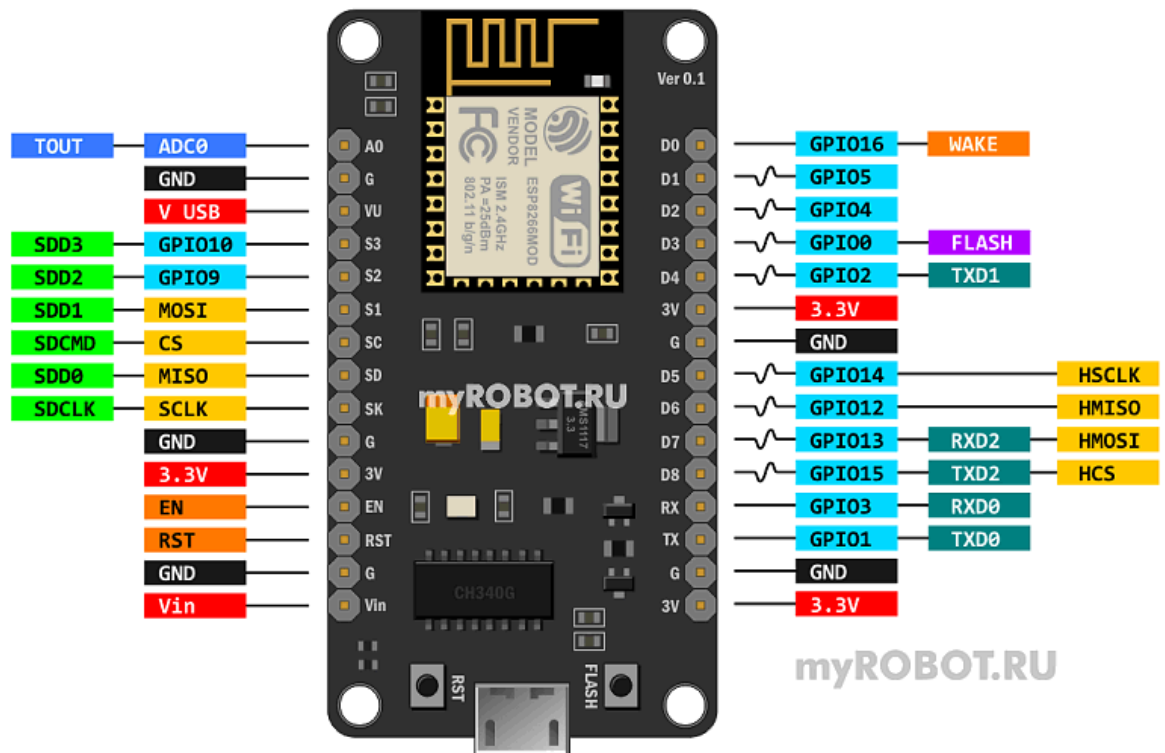 Ver 0.1
MODEL
VENDOR
ESP8266MOD
ISM 2.4GHz
PA =25dBm
802.11 b/g/n
FC
WiFi
TOUT ADC0 A0
GND G
V USB VU
SDD3 GPIO10 S3
SDD2 GPIO9 S2
SDD1 MOSI S1
SDCMD CS SC
SDD0 MISO SD
SDCLK SCLK SK
GND G
3.3V 3V
EN EN
RST RST
GND G
Vin Vin
D0 GPIO16 WAKE
D1 GPIO5
D2 GPIO4
D3 GPIO0 FLASH
D4 GPIO2 TXD1
3V 3.3V
G GND
D5 GPIO14 HSCLK
D6 GPIO12 HMISO
D7 GPIO13 RXD2 HMOSI
D8 GPIO15 TXD2 HCS
RX GPIO3 RXD0
TX GPIO1 TXD0
G GND
3V 3.3V
myROBOT.RU
MS1117
3.3
CH340G
RST
FLASH
myROBOT.RU